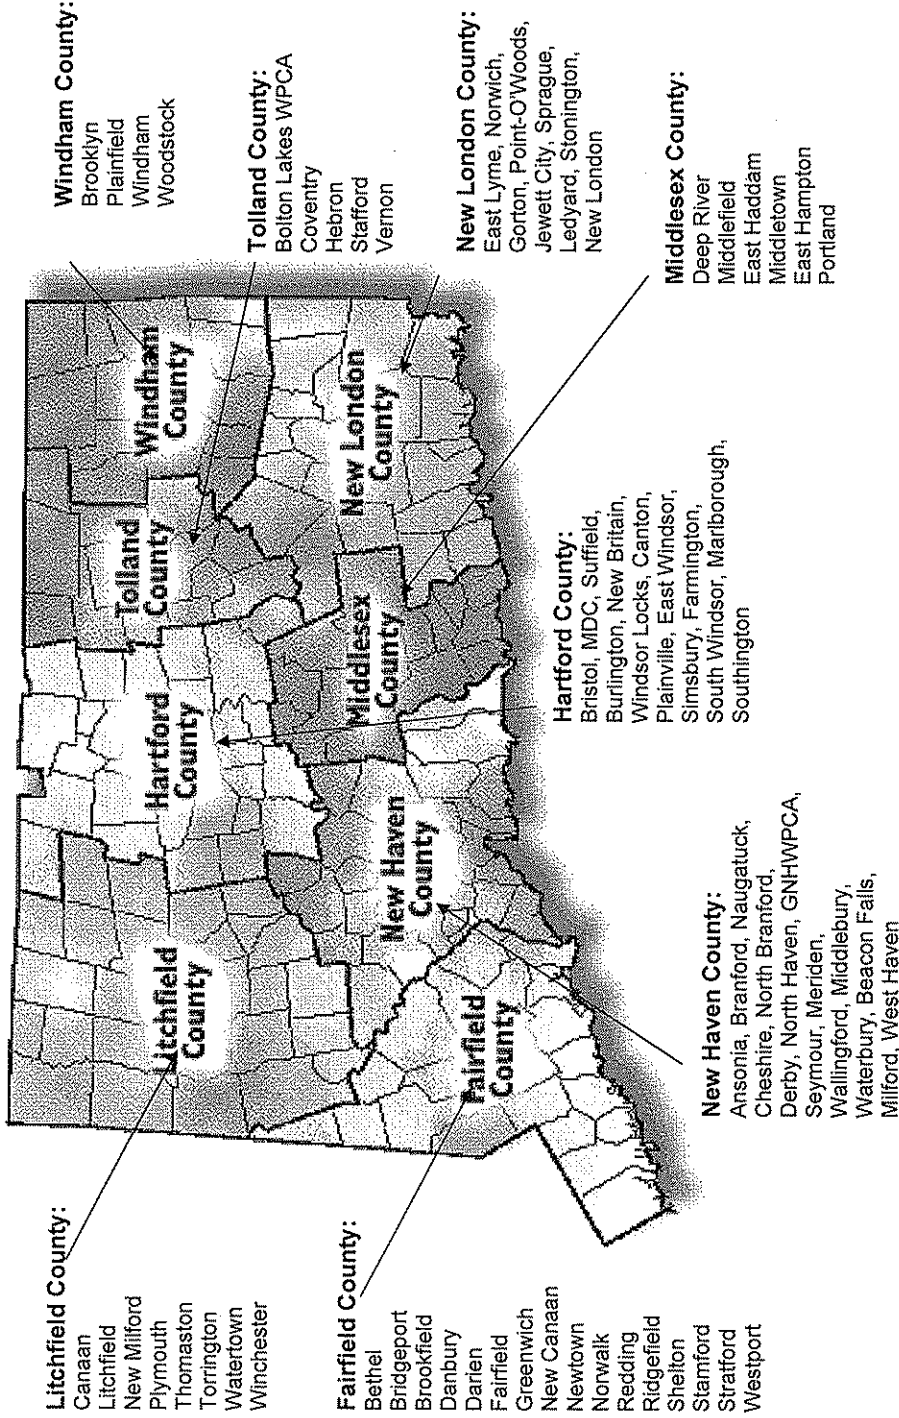 Litchfield County:
Canaan
Litchfield
New Milford
Plymouth
Thomaston
Torrington
Watertown
Winchester
Fairfield County:
Bethel
Bridgeport
Brookfield
Danbury
Darien
Fairfield
Greenwich
New Canaan
Newtown
Norwalk
Redding
Ridgefield
Shelton
Stamford
Stratford
Westport
Litchfield
County
Hartford
County
Tolland
County
Windham
County
Fairfield
County
New Haven
County
Middlesex
County
New London
County
Windham County:
Brooklyn
Plainfield
Windham
Woodstock
Tolland County:
Bolton Lakes WPCA
Coventry
Hebron
Stafford
Vernon
New London County:
East Lyme, Norwich,
Gorton, Point-O'Woods,
Jewett City, Sprague,
Ledyard, Stonington,
New London
Middlesex County:
Deep River
Middlefield
East Haddam
Middletown
East Hampton
Portland
Hartford County:
Bristol, MDC, Suffield,
Burlington, New Britain,
Windsor Locks, Canton,
Plainville, East Windsor,
Simsbury, Farmington,
South Windsor, Marlborough,
Southington
New Haven County:
Ansonia, Branford, Naugatuck,
Cheshire, North Branford,
Derby, North Haven, GNHWPCA,
Seymour, Meriden,
Wallingford, Middlebury,
Waterbury, Beacon Falls,
Milford, West Haven